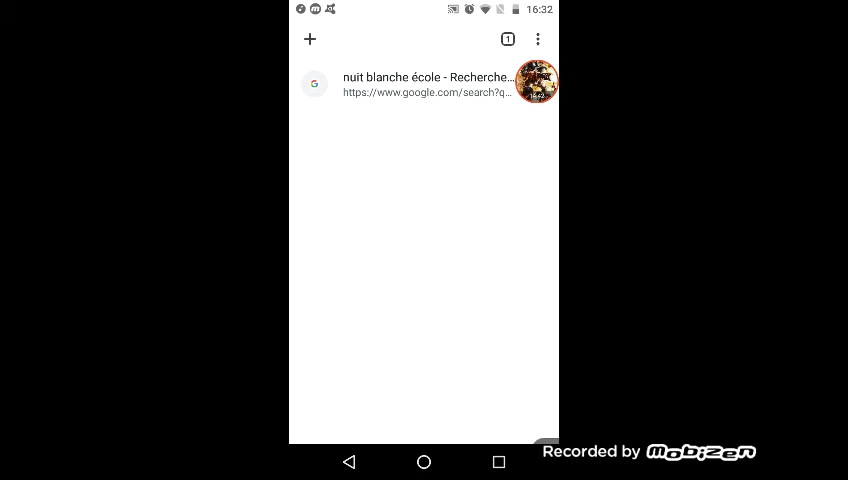 16:32
1
nuit blanche école - Recherche...
https://www.google.com/search?q...
Recorded by Mobizen